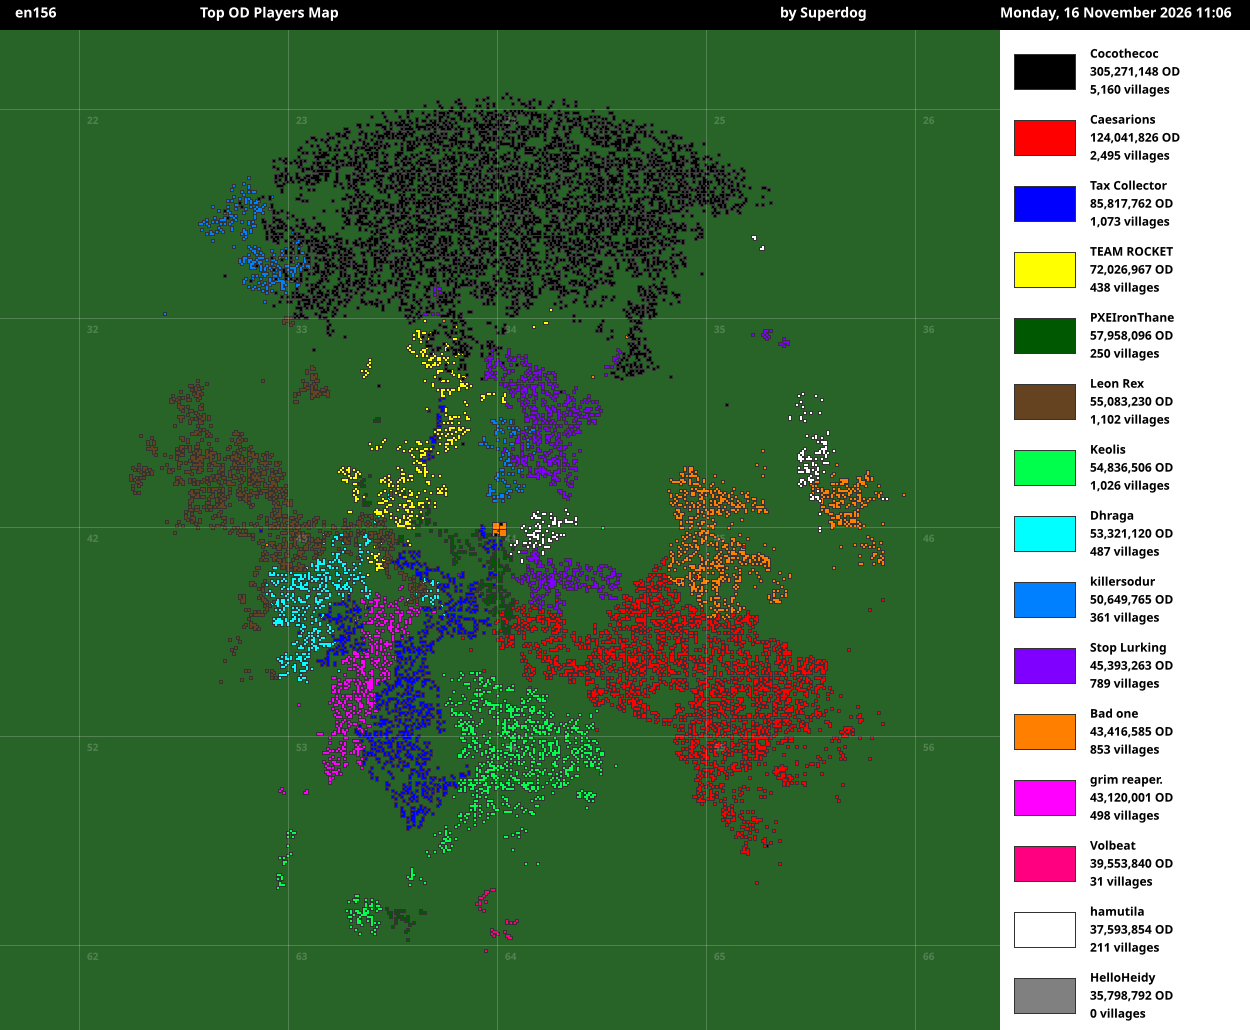 en156 Top OD Players Map by Superdog Monday, 16 November 2026 11:06
Cocothecoc
305,271,148 OD
5,160 villages
Caesarions
124,041,826 OD
2,495 villages
Tax Collector
85,817,762 OD
1,073 villages
TEAM ROCKET
72,026,967 OD
438 villages
PXEIronThane
57,958,096 OD
250 villages
Leon Rex
55,083,230 OD
1,102 villages
Keolis
54,836,506 OD
1,026 villages
Dhraga
53,321,120 OD
487 villages
killersodur
50,649,765 OD
361 villages
Stop Lurking
45,393,263 OD
789 villages
Bad one
43,416,585 OD
853 villages
grim reaper.
43,120,001 OD
498 villages
Volbeat
39,553,840 OD
31 villages
hamutila
37,593,854 OD
211 villages
HelloHeidy
35,798,792 OD
0 villages
22 23 25 26
32 33 34 35 36
42 43 45 46
52 53 55 56
62 63 64 65 66